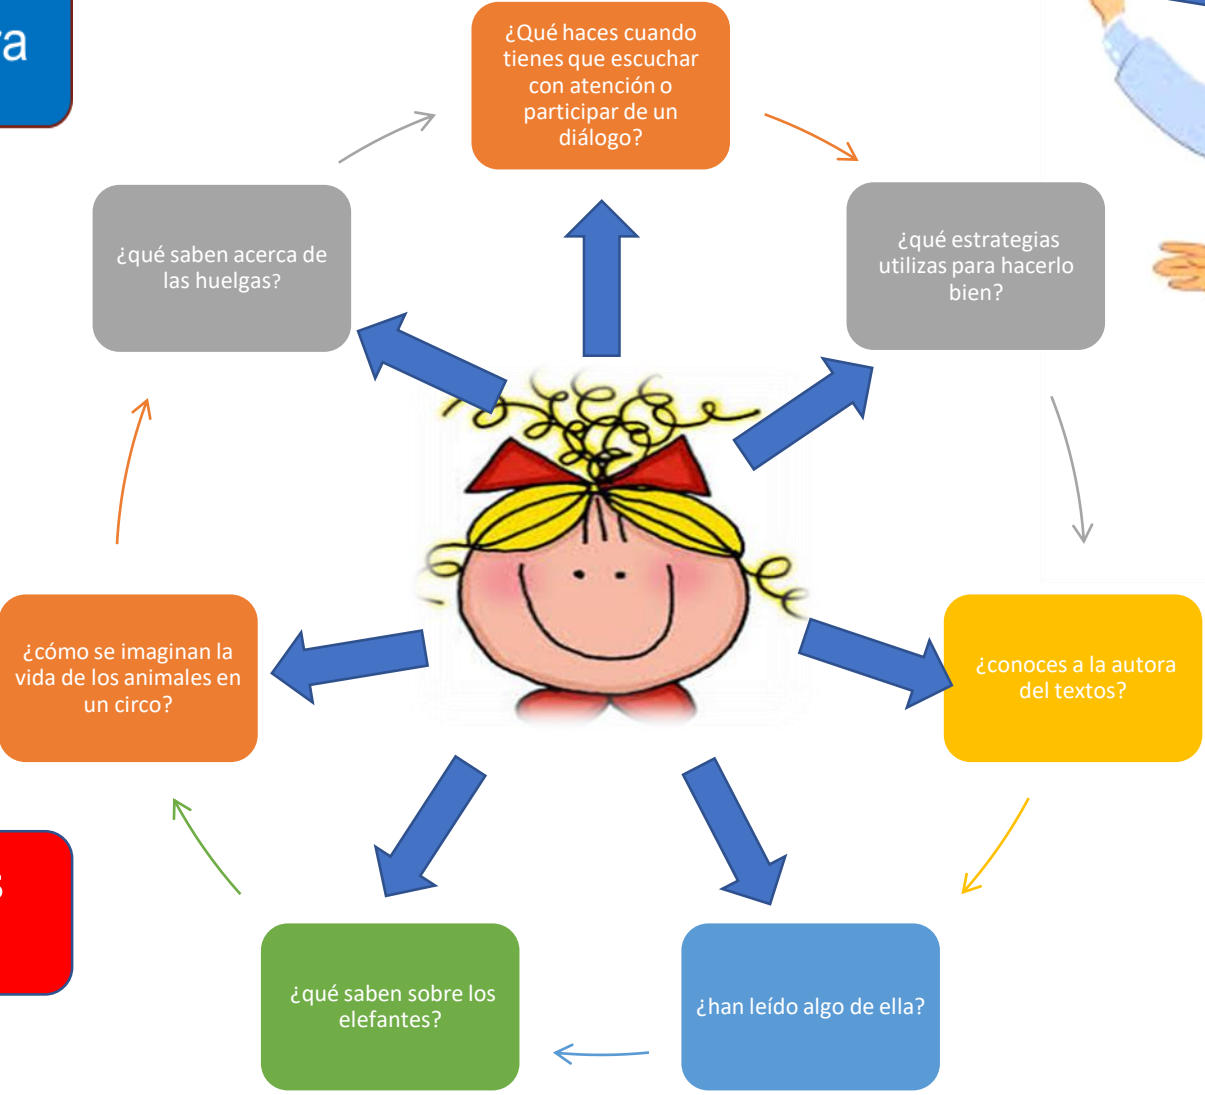 ra
¿Qué haces cuando
tienes que escuchar
con atención o
participar de un
diálogo?
¿qué estrategias
utilizas para hacerlo
bien?
¿conoces a la autora
del textos?
¿han leído algo de ella?
¿qué saben sobre los
elefantes?
¿cómo se imaginan la
vida de los animales en
un circo?
¿qué saben acerca de
las huelgas?
s